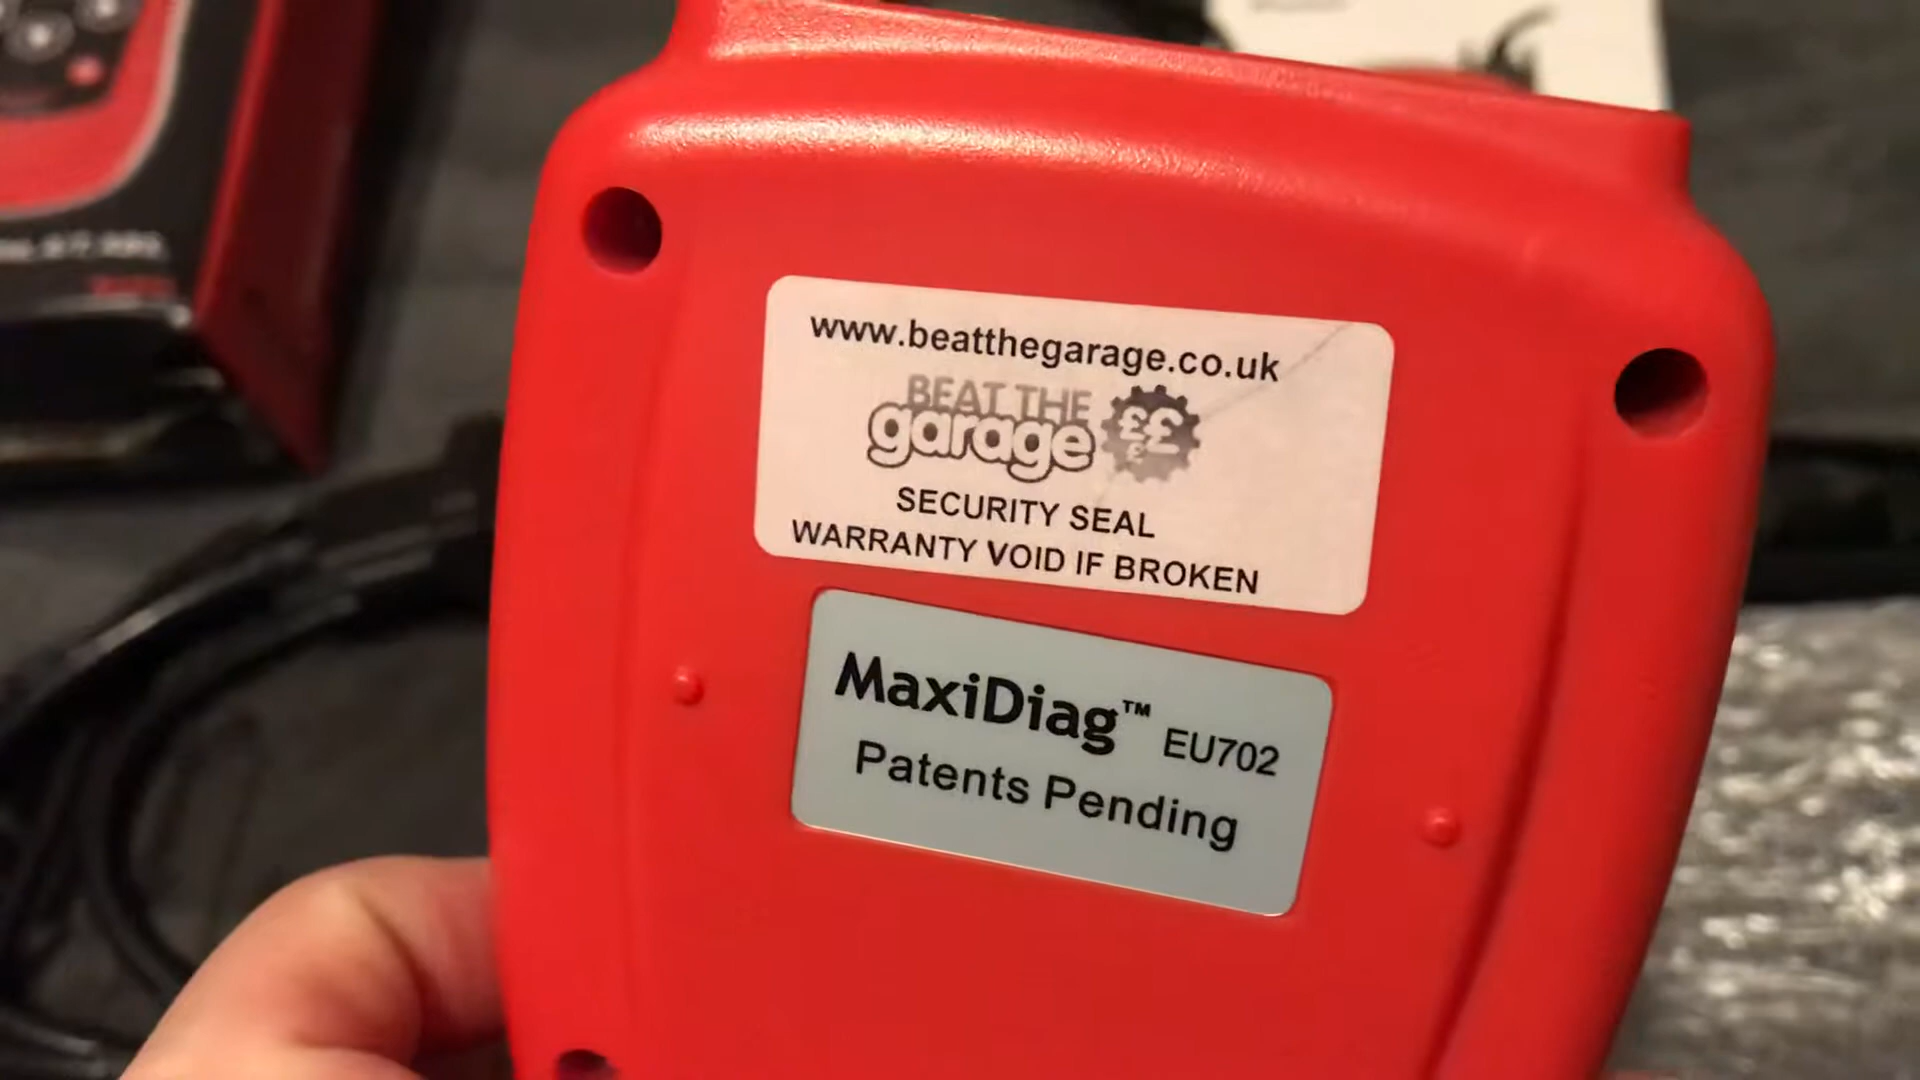 www.beatthegarage.co.uk
BEAT THE
garage
££
£
SECURITY SEAL
WARRANTY VOID IF BROKEN
MaxiDiag™ EU702
Patents Pending